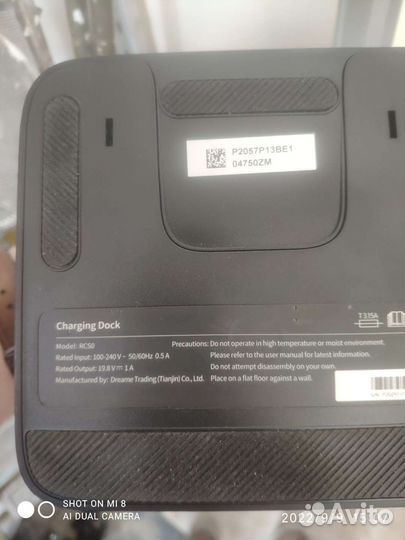 P2057P13BE1
04750ZM
T 3.15A
Charging Dock
Model: RCS0
Rated Input: 100-240 V~ 50/60Hz 0.5 A
Rated Output: 19.8 V⎓ 1 A
Manufactured by: Dreame Trading (Tianjin) Co., Ltd.
Precautions: Do not operate in high temperature or moist environment.
Please refer to the user manual for latest information.
Do not attempt disassembly on your own.
Place on a flat floor against a wall.
SHOT ON MI 8
AI DUAL CAMERA
Avito